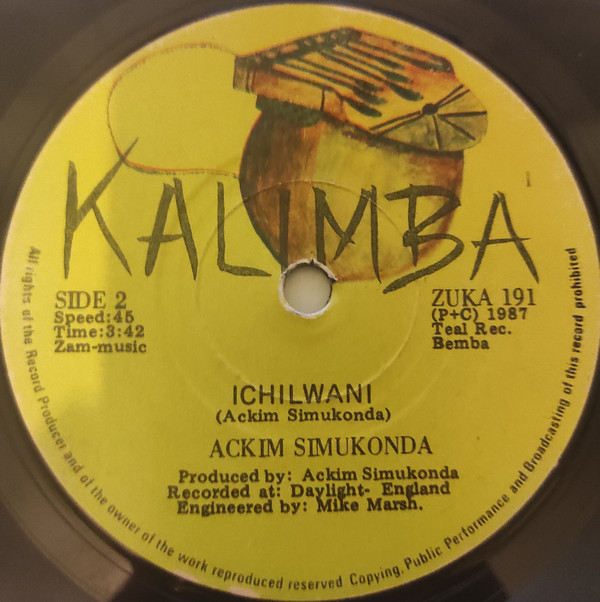 KALIMBA
SIDE 2
Speed:45
Time:3:42
Zam-music
ZUKA 191
(P+C) 1987
Teal Rec.
Bemba
ICHILWANI
(Ackim Simukonda)
ACKIM SIMUKONDA
Produced by: Ackim Simukonda
Recorded at: Daylight- England
Engineered by: Mike Marsh.
All rights of the Record Producer and of the owner of the work reproduced reserved. Copying, Public Performance and Broadcasting of this record prohibited